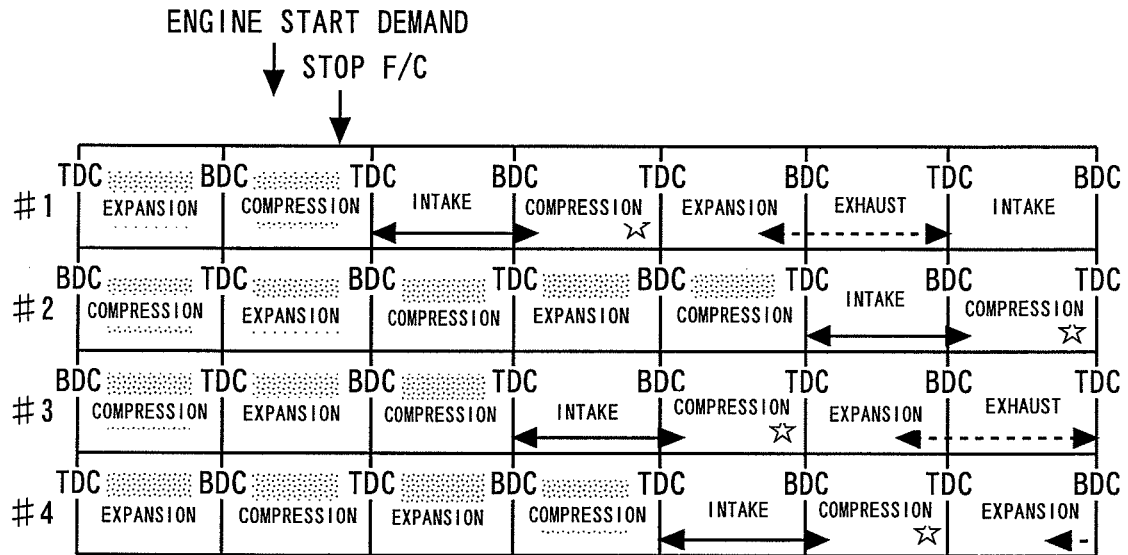 ENGINE START DEMAND
STOP F/C
TDC BDC TDC BDC TDC BDC TDC BDC
#1 EXPANSION COMPRESSION INTAKE COMPRESSION EXPANSION EXHAUST INTAKE
BDC TDC BDC TDC BDC TDC BDC TDC
#2 COMPRESSION EXPANSION COMPRESSION EXPANSION COMPRESSION INTAKE COMPRESSION
BDC TDC BDC TDC BDC TDC BDC TDC
#3 COMPRESSION EXPANSION COMPRESSION INTAKE COMPRESSION EXPANSION EXHAUST
TDC BDC TDC BDC TDC BDC TDC BDC
#4 EXPANSION COMPRESSION EXPANSION COMPRESSION INTAKE COMPRESSION EXPANSION